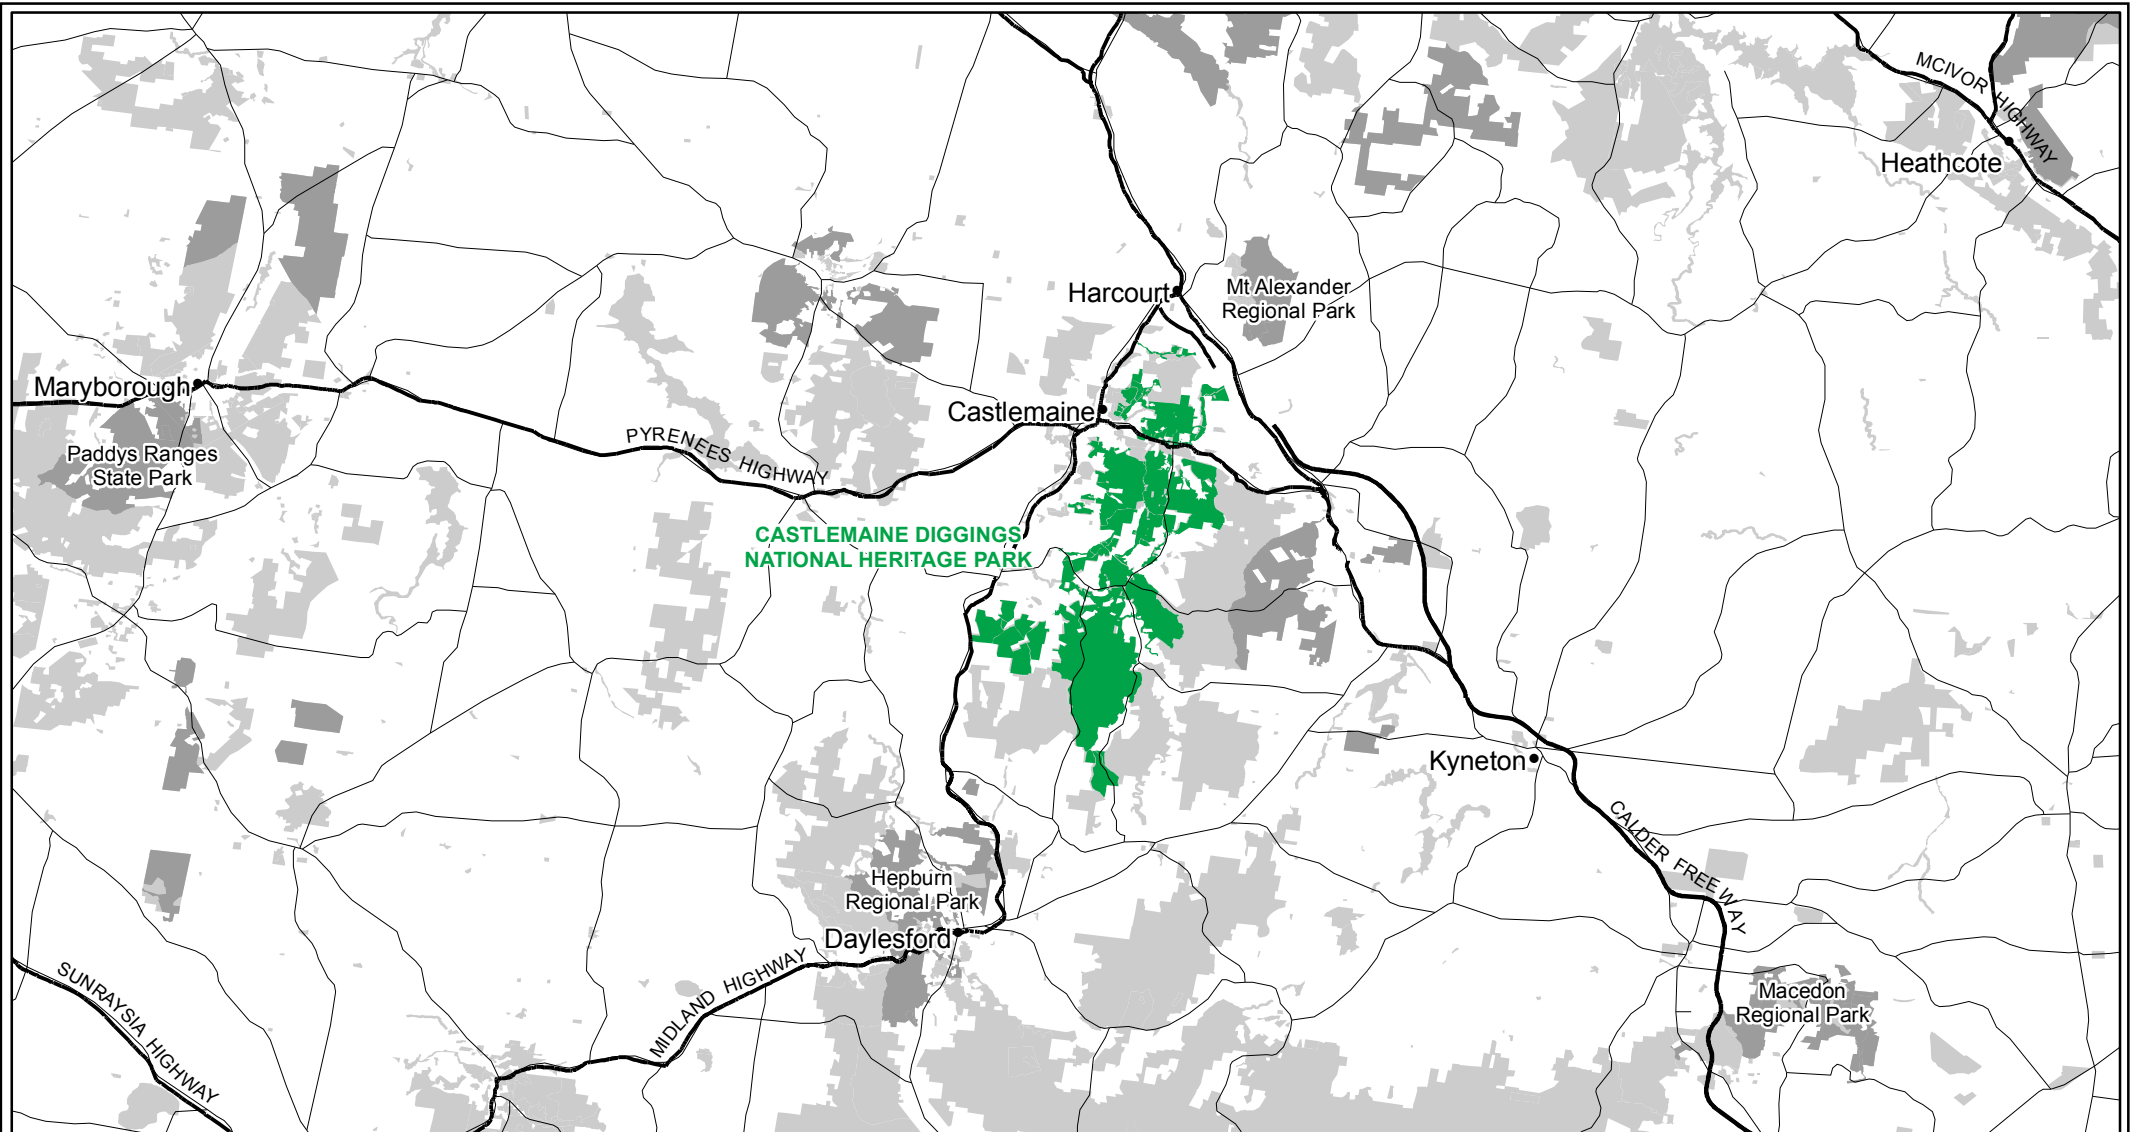 MCIVOR HIGHWAY
Heathcote
Harcourt
Mt Alexander
Regional Park
Maryborough
Castlemaine
Paddys Ranges
State Park
PYRENEES HIGHWAY
CASTLEMAINE DIGGINGS
NATIONAL HERITAGE PARK
Kyneton
CALDER FREEWAY
Hepburn
Regional Park
Daylesford
SUNRAYSIA HIGHWAY
MIDLAND HIGHWAY
Macedon
Regional Park